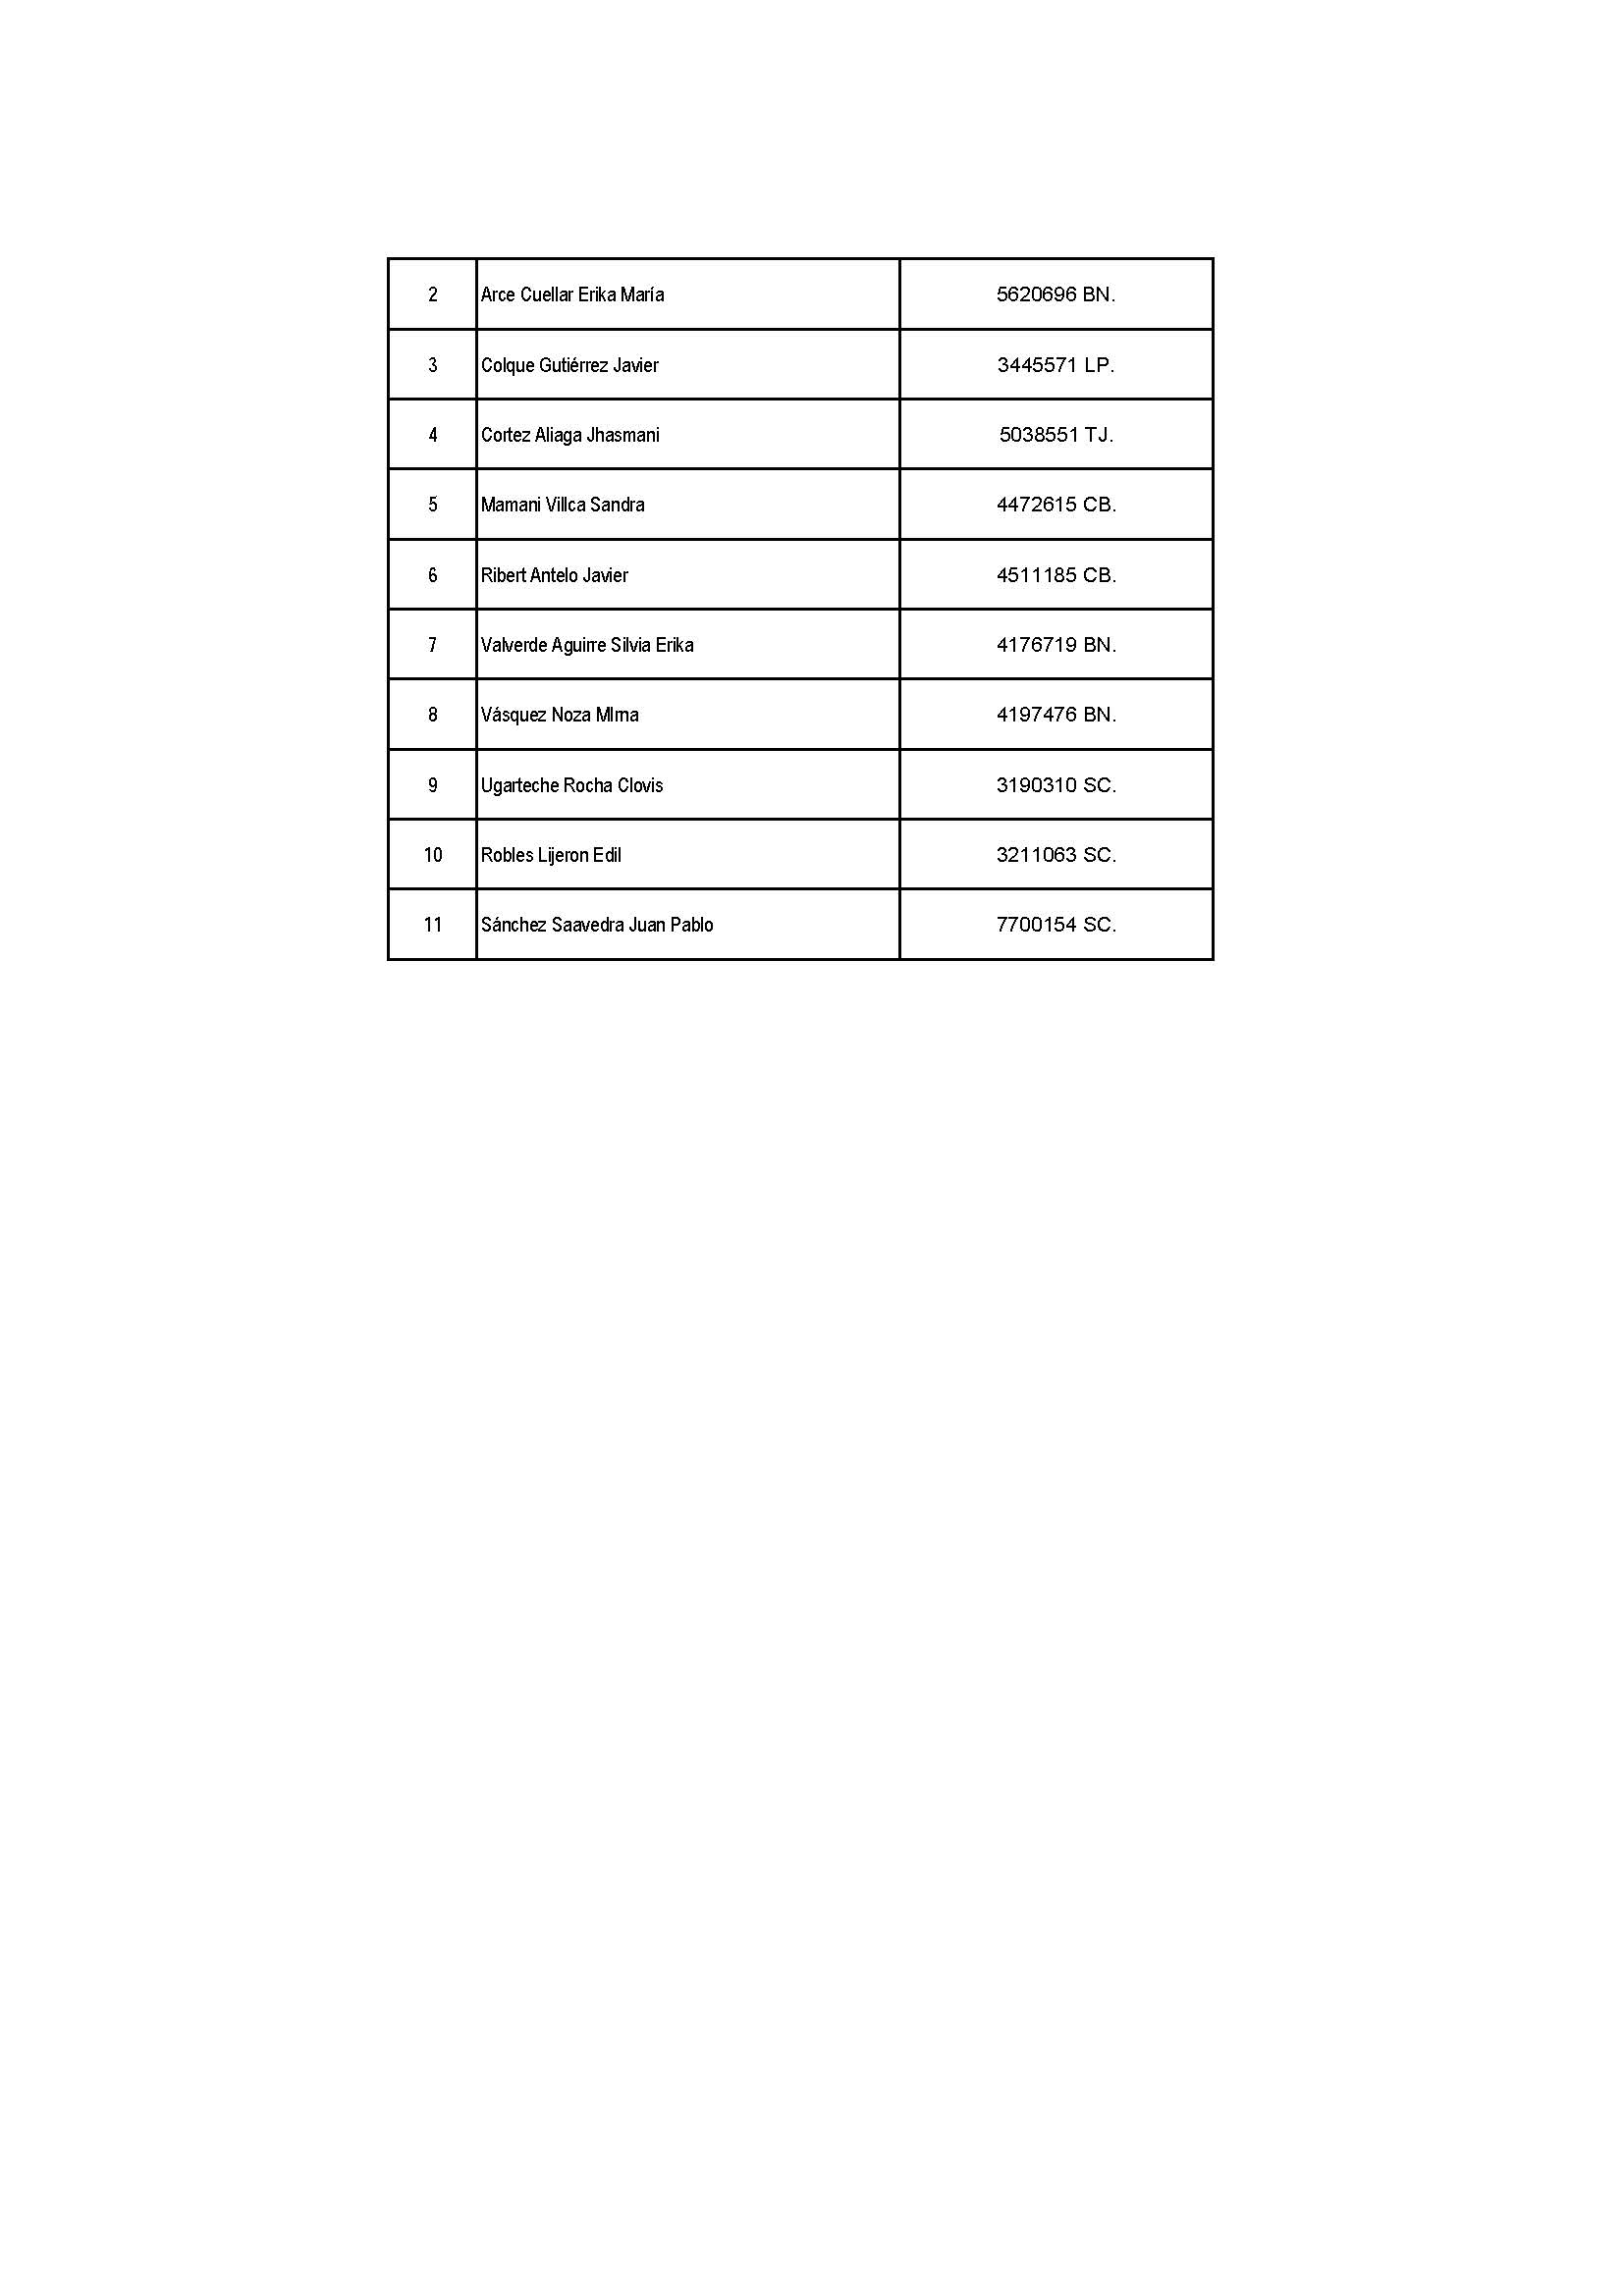 2 Arce Cuellar Erika María 5620696 BN.
3 Colque Gutiérrez Javier 3445571 LP.
4 Cortez Aliaga Jhasmani 5038551 TJ.
5 Mamani Villca Sandra 4472615 CB.
6 Ribert Antelo Javier 4511185 CB.
7 Valverde Aguirre Silvia Erika 4176719 BN.
8 Vásquez Noza MIrna 4197476 BN.
9 Ugarteche Rocha Clovis 3190310 SC.
10 Robles Lijeron Edil 3211063 SC.
11 Sánchez Saavedra Juan Pablo 7700154 SC.